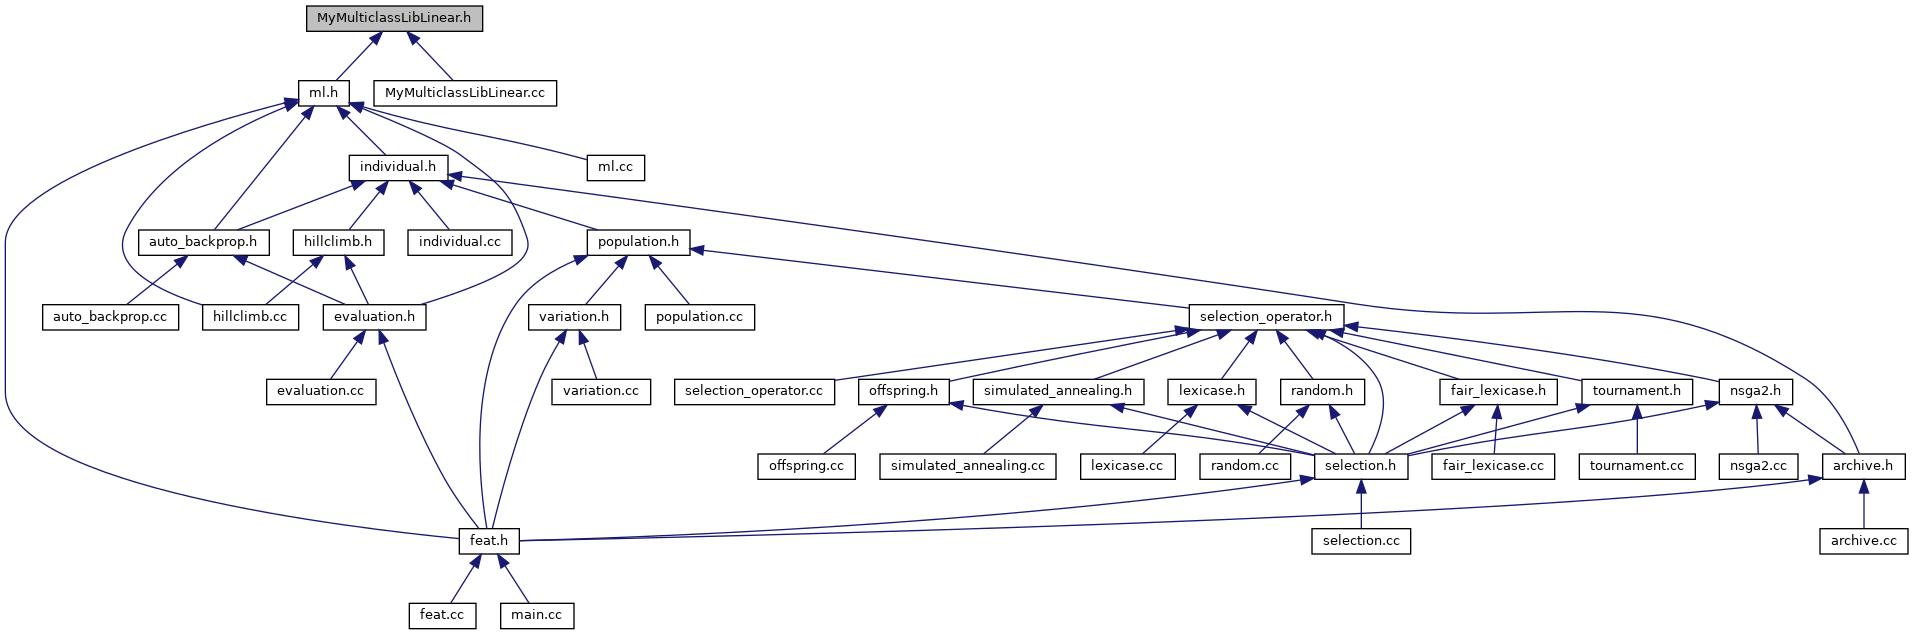 MyMulticlassLibLinear.h
ml.h
MyMulticlassLibLinear.cc
individual.h
ml.cc
auto_backprop.h
hillclimb.h
individual.cc
population.h
auto_backprop.cc
hillclimb.cc
evaluation.h
variation.h
population.cc
selection_operator.h
evaluation.cc
variation.cc
selection_operator.cc
offspring.h
simulated_annealing.h
lexicase.h
random.h
fair_lexicase.h
tournament.h
nsga2.h
offspring.cc
simulated_annealing.cc
lexicase.cc
random.cc
selection.h
fair_lexicase.cc
tournament.cc
nsga2.cc
archive.h
feat.h
selection.cc
archive.cc
feat.cc
main.cc